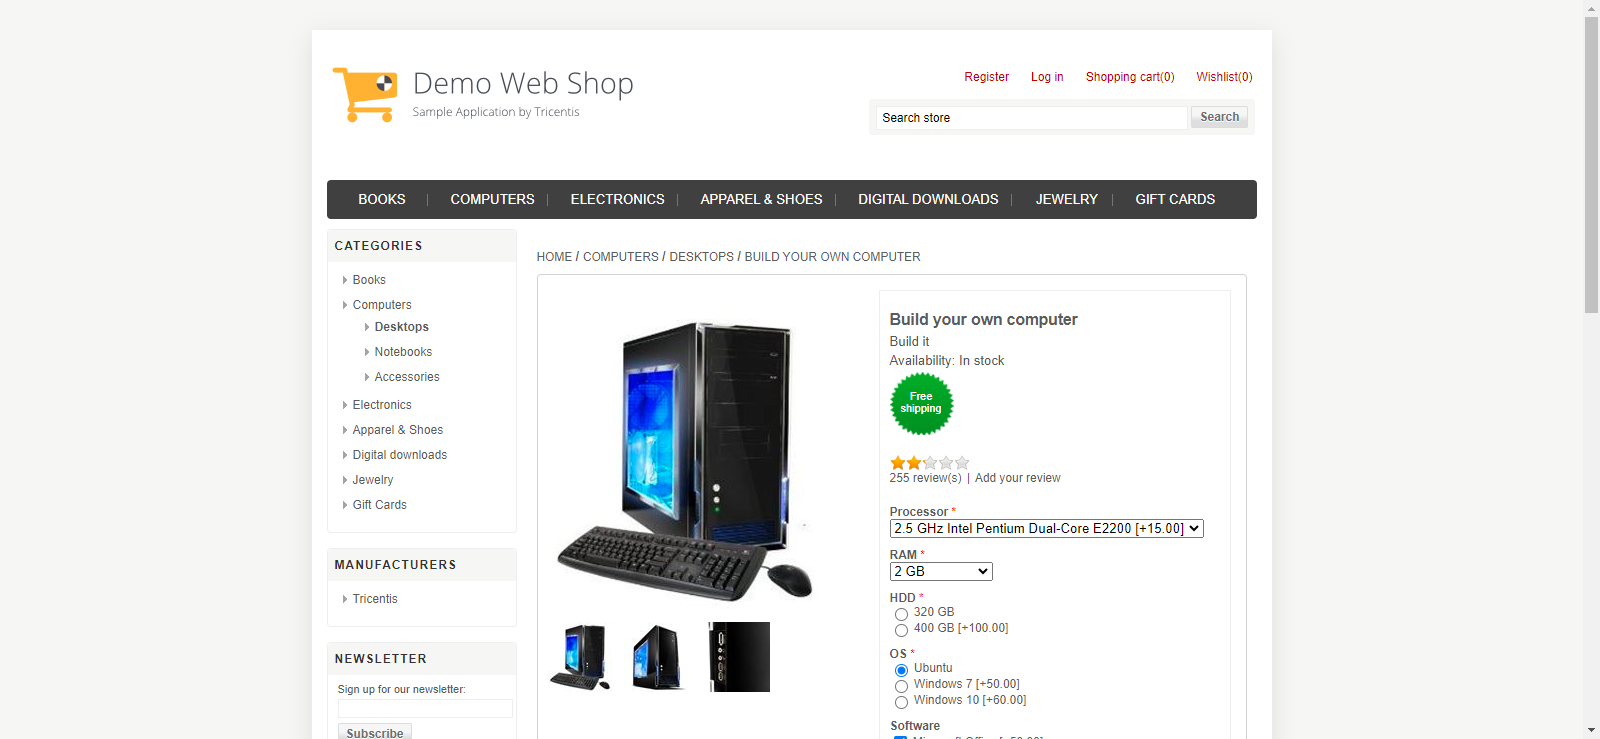 Demo Web Shop
Sample Application by Tricentis
Register Log in Shopping cart(0) Wishlist(0)
Search store Search
BOOKS COMPUTERS ELECTRONICS APPAREL & SHOES DIGITAL DOWNLOADS JEWELRY GIFT CARDS
CATEGORIES
Books
Computers
Desktops
Notebooks
Accessories
Electronics
Apparel & Shoes
Digital downloads
Jewelry
Gift Cards
MANUFACTURERS
Tricentis
NEWSLETTER
Sign up for our newsletter:
Subscribe
HOME / COMPUTERS / DESKTOPS / BUILD YOUR OWN COMPUTER
Build your own computer
Build it
Availability: In stock
Free
shipping
255 review(s) | Add your review
Processor *
2.5 GHz Intel Pentium Dual-Core E2200 [+15.00]
RAM *
2 GB
HDD *
320 GB
400 GB [+100.00]
OS *
Ubuntu
Windows 7 [+50.00]
Windows 10 [+60.00]
Software
Microsoft Office [+50.00]